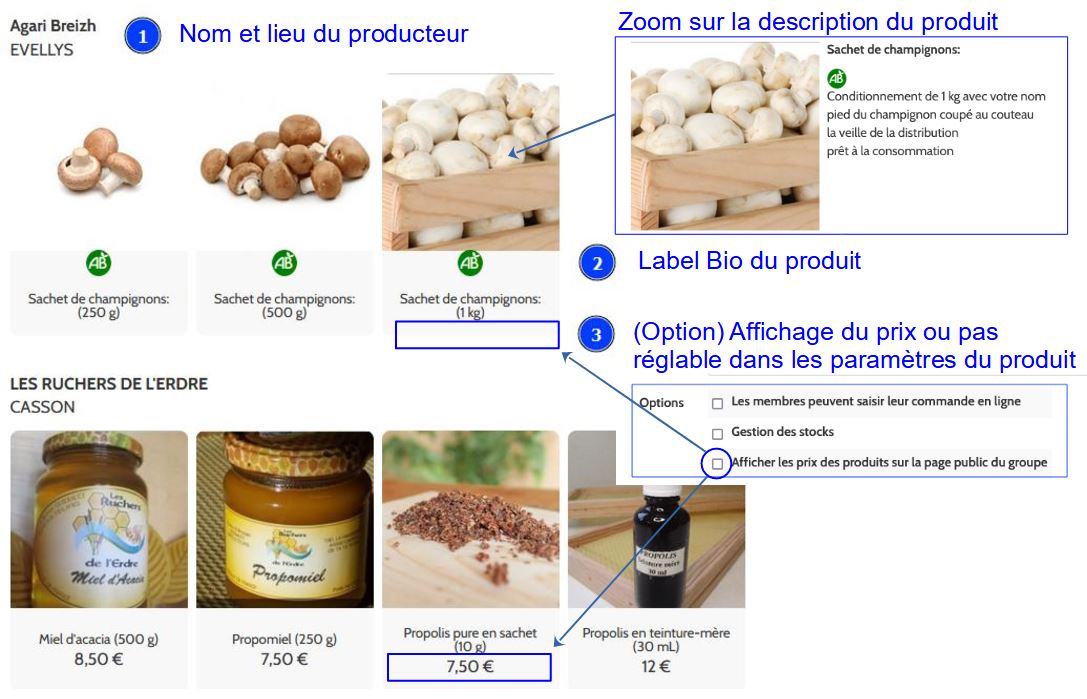 Agari Breizh
EVELLYS
1
Nom et lieu du producteur
Zoom sur la description du produit
Sachet de champignons:
AB
Conditionnement de 1 kg avec votre nom
pied du champignon coupé au couteau
la veille de la distribution
prêt à la consommation
AB
AB
AB
Sachet de champignons:
(250 g)
Sachet de champignons:
(500 g)
Sachet de champignons:
(1 kg)
2
Label Bio du produit
3
(Option) Affichage du prix ou pas
réglable dans les paramètres du produit
Options
Les membres peuvent saisir leur commande en ligne
Gestion des stocks
Afficher les prix des produits sur la page public du groupe
LES RUCHERS DE L'ERDRE
CASSON
Les
Ruchers
de l'Erdre
Miel d'Acacia
Les
Ruchers
de l'Erdre
Propomiel
PROPOLIS
teinture mère
30 ml
Miel d'acacia (500 g)
8,50 €
Propomiel (250 g)
7,50 €
Propolis pure en sachet
(10 g)
7,50 €
Propolis en teinture-mère
(30 mL)
12 €